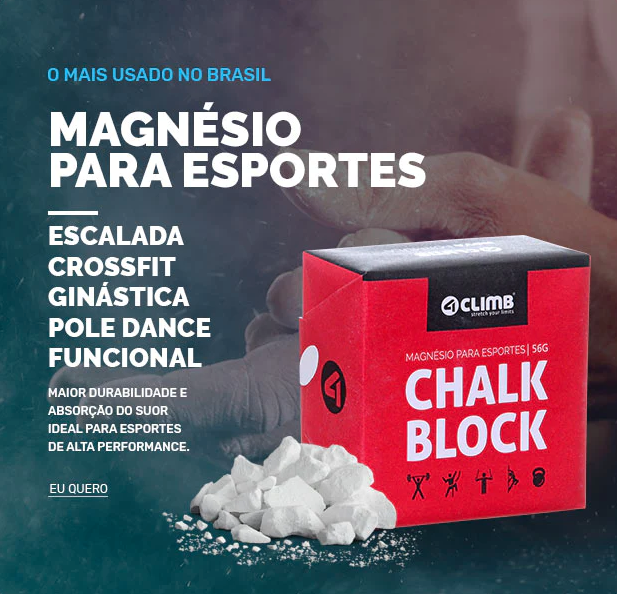 O MAIS USADO NO BRASIL
MAGNÉSIO
PARA ESPORTES
ESCALADA
CROSSFIT
GINÁSTICA
POLE DANCE
FUNCIONAL
MAIOR DURABILIDADE E
ABSORÇÃO DO SUOR
IDEAL PARA ESPORTES
DE ALTA PERFORMANCE.
EU QUERO
4CLIMB
stretch your limits
MAGNÉSIO PARA ESPORTES | 56G
CHALK
BLOCK